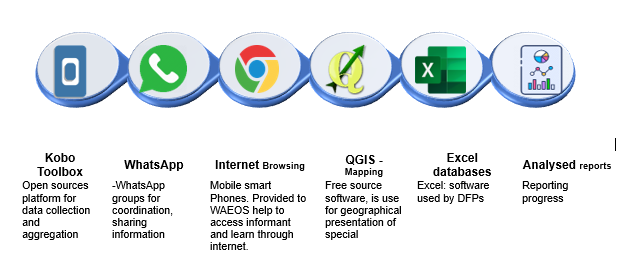 Kobo
Toolbox
Open sources
platform for
data collection
and
aggregation
WhatsApp
-WhatsApp
groups for
coordination,
sharing
information
Internet Browsing
Mobile smart
Phones. Provided to
WAEOS help to
access informant
and learn through
internet.
QGIS -
Mapping
Free source
software, is use
for geographical
presentation of
special
X
Excel
databases
Excel: software
used by DFPs
Analysed reports
Reporting
progress